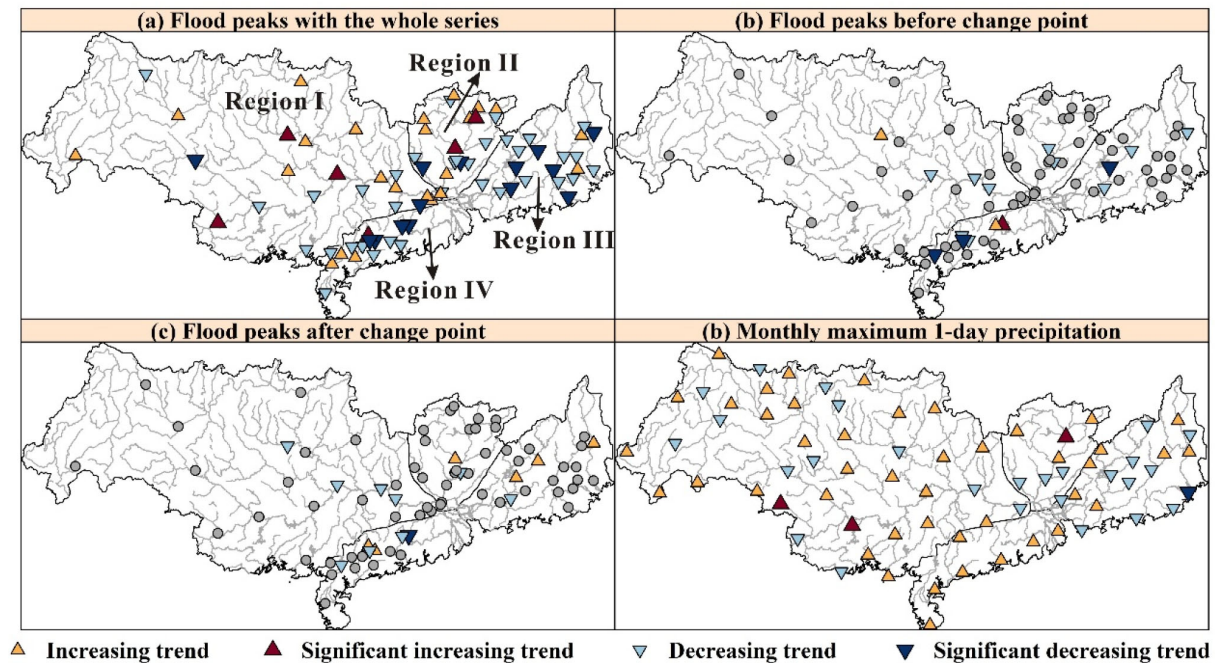 (a) Flood peaks with the whole series
(b) Flood peaks before change point
Region II
Region I
Region III
Region IV
(c) Flood peaks after change point
(b) Monthly maximum 1-day precipitation
Increasing trend
Significant increasing trend
Decreasing trend
Significant decreasing trend